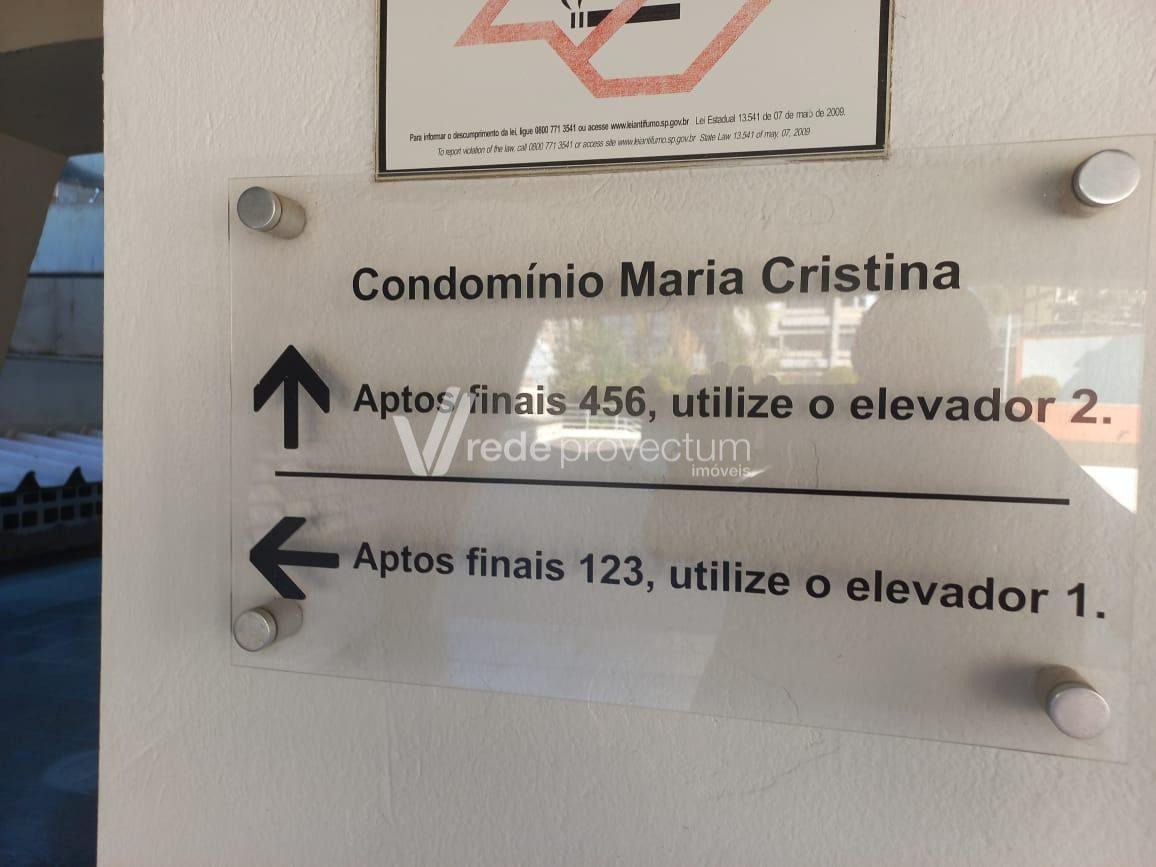 Para informar o descumprimento da lei, ligue 0800 771 3541 ou acesse www.leiantifumo.sp.gov.br Lei Estadual 13.541 de 07 de maio de 2009.
To report violation of the law, call 0800 771 3541 or access site www.leiantifumo.sp.gov.br State Law 13.541 of may, 07, 2009
Condomínio Maria Cristina
Aptos finais 456, utilize o elevador 2.
rede provectum
imóveis
Aptos finais 123, utilize o elevador 1.